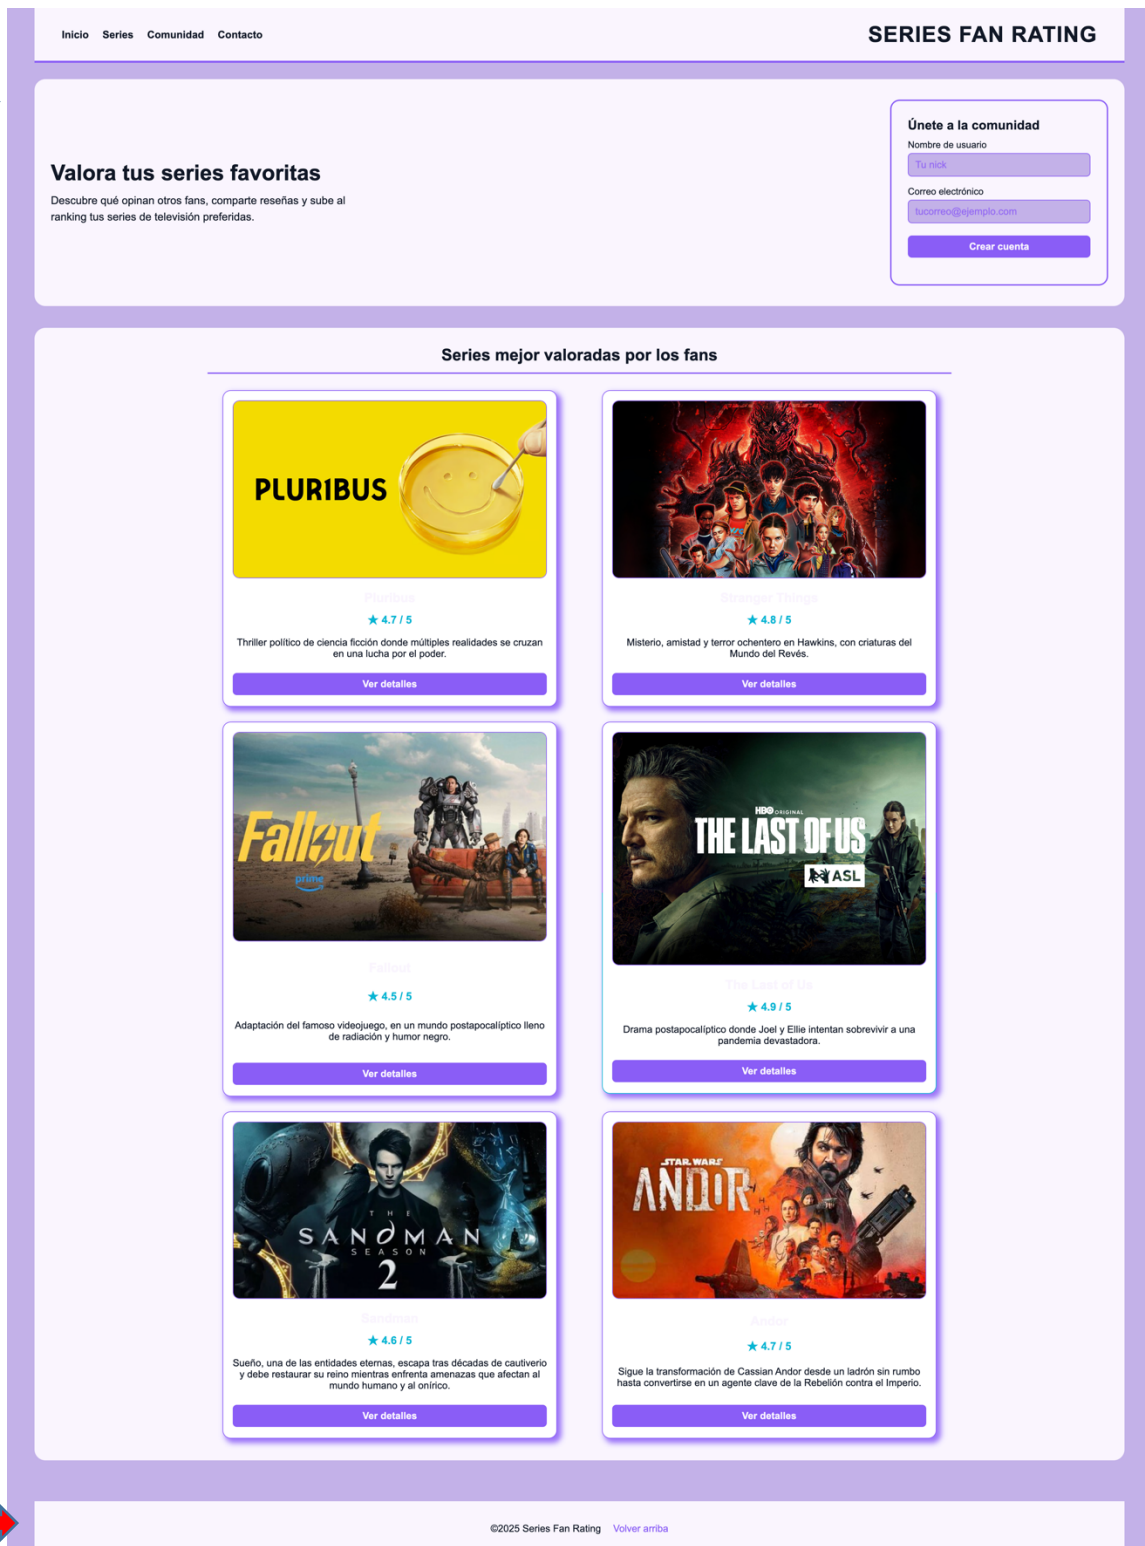 Inicio Series Comunidad Contacto
SERIES FAN RATING
Valora tus series favoritas
Descubre qué opinan otros fans, comparte reseñas y sube al
ranking tus series de televisión preferidas.
Únete a la comunidad
Nombre de usuario
Tu nick
Correo electrónico
tucorreo@ejemplo.com
Crear cuenta
Series mejor valoradas por los fans
PLUR1BUS
Pluribus
★ 4.7 / 5
Thriller político de ciencia ficción donde múltiples realidades se cruzan
en una lucha por el poder.
Ver detalles
Stranger Things
★ 4.8 / 5
Misterio, amistad y terror ochentero en Hawkins, con criaturas del
Mundo del Revés.
Ver detalles
Fallout
prime
Fallout
★ 4.5 / 5
Adaptación del famoso videojuego, en un mundo postapocalíptico lleno
de radiación y humor negro.
Ver detalles
HBO ORIGINAL
THE LAST OF US
ASL
The Last of Us
★ 4.9 / 5
Drama postapocalíptico donde Joel y Ellie intentan sobrevivir a una
pandemia devastadora.
Ver detalles
THE
SANDMAN
SEASON
2
Sandman
★ 4.6 / 5
Sueño, una de las entidades eternas, escapa tras décadas de cautiverio
y debe restaurar su reino mientras enfrenta amenazas que afectan al
mundo humano y al onírico.
Ver detalles
STAR WARS
ANDOR
Andor
★ 4.7 / 5
Sigue la transformación de Cassian Andor desde un ladrón sin rumbo
hasta convertirse en un agente clave de la Rebelión contra el Imperio.
Ver detalles
©2025 Series Fan Rating Volver arriba